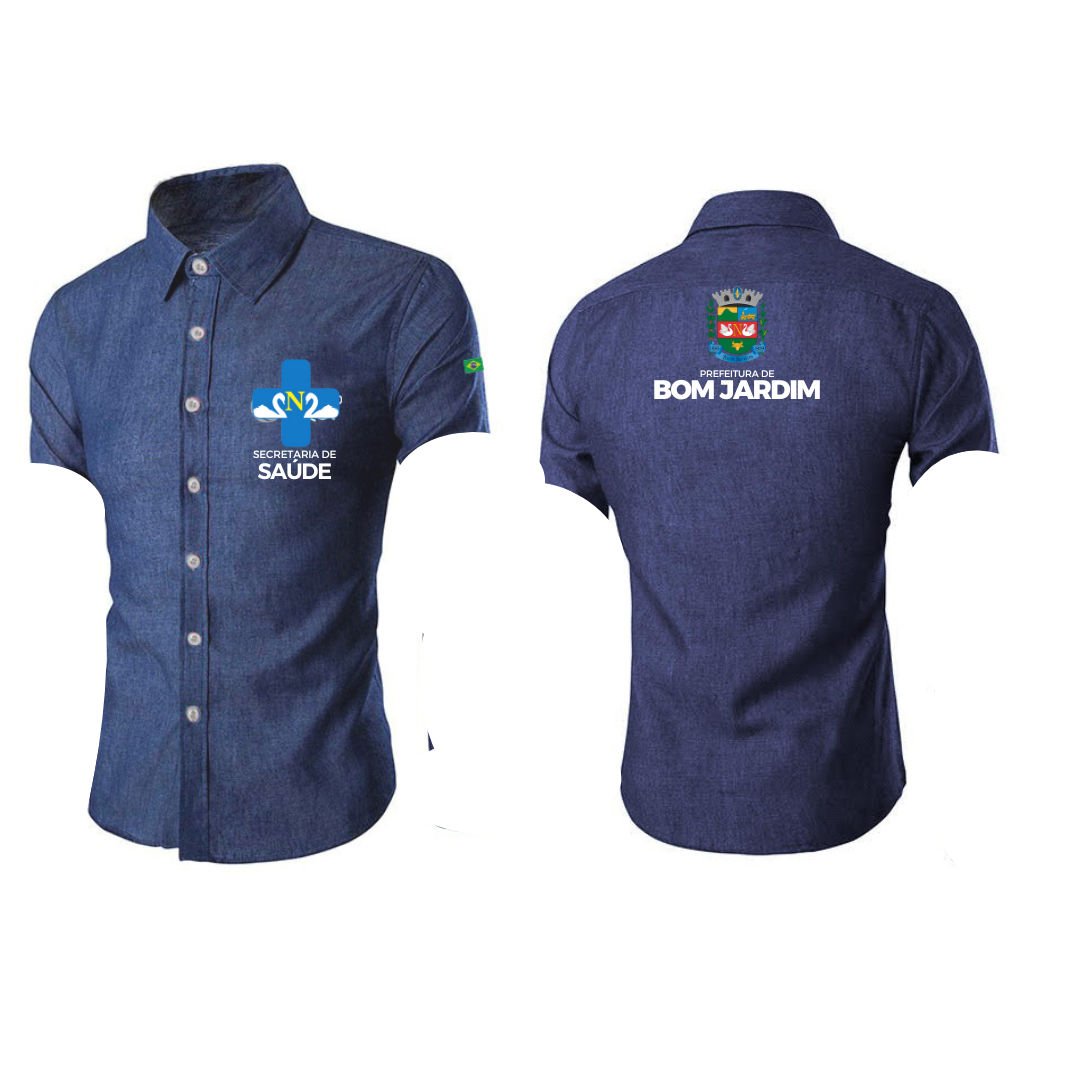 N
SECRETARIA DE
SAÚDE
N
PREFEITURA DE
BOM JARDIM